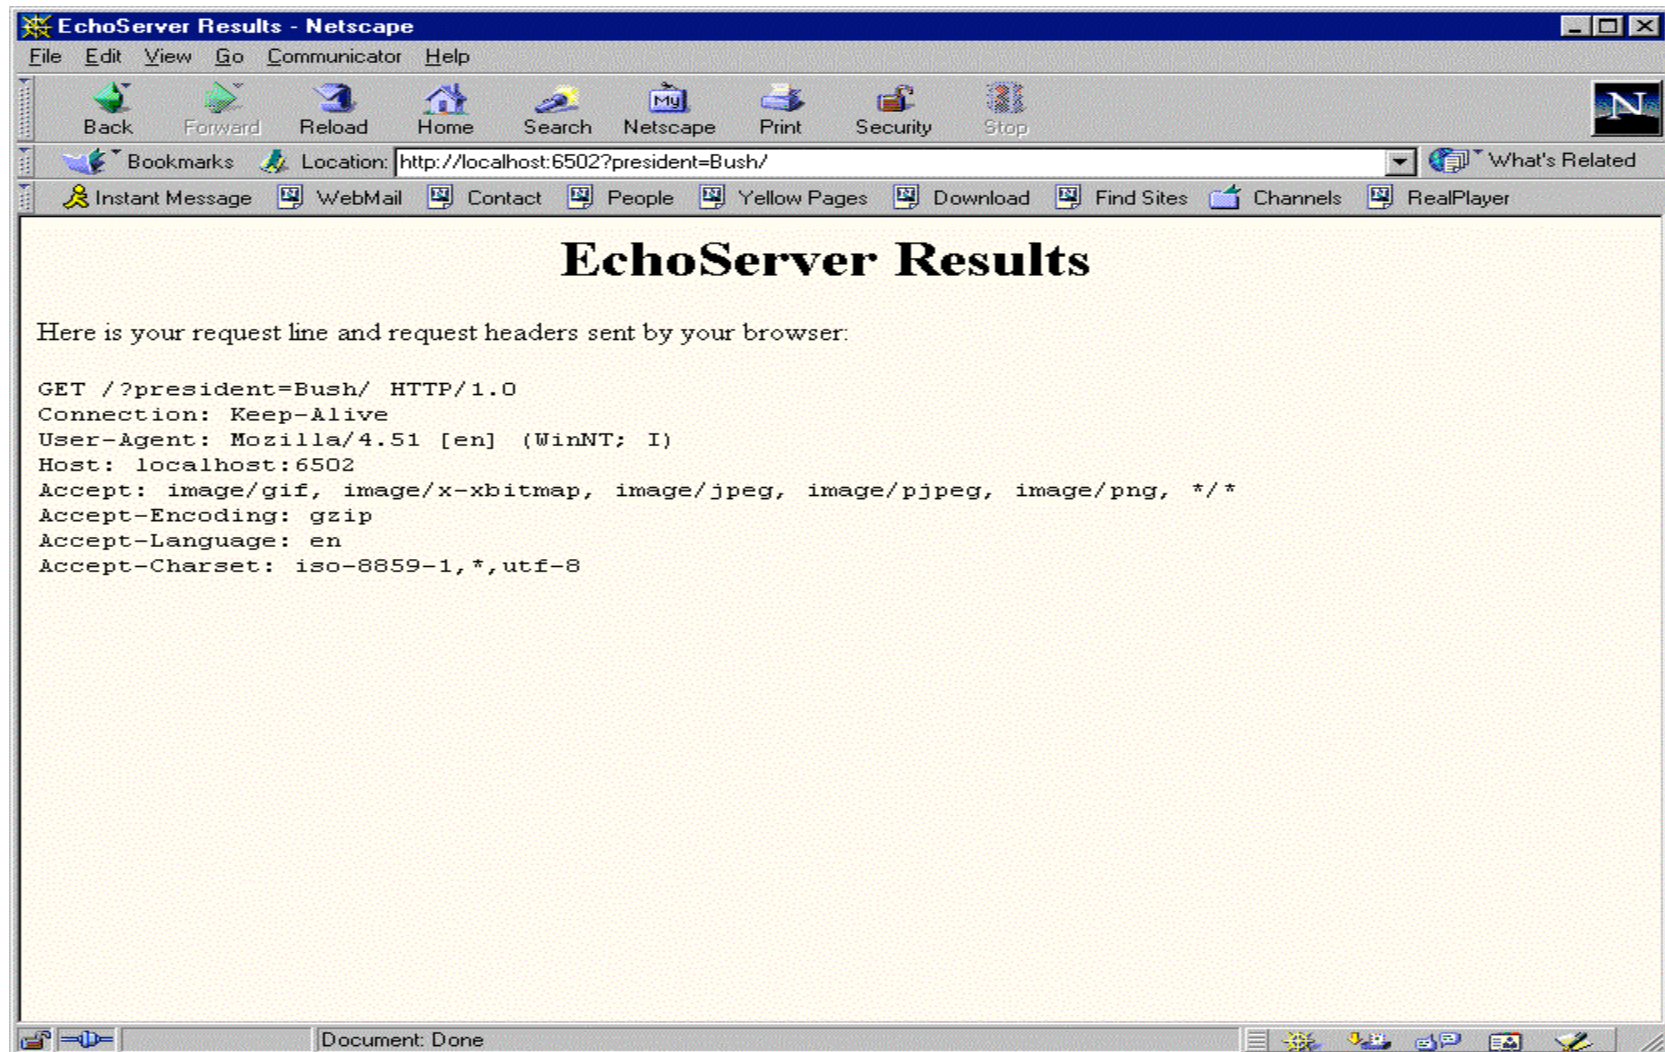 EchoServer Results - Netscape
File Edit View Go Communicator Help
My N
Back Forward Reload Home Search Netscape Print Security Stop
Bookmarks Location: http://localhost:6502?president=Bush/ What's Related
Instant Message WebMail Contact People Yellow Pages Download Find Sites Channels RealPlayer
EchoServer Results
Here is your request line and request headers sent by your browser:
GET /?president=Bush/ HTTP/1.0
Connection: Keep-Alive
User-Agent: Mozilla/4.51 [en] (WinNT; I)
Host: localhost:6502
Accept: image/gif, image/x-xbitmap, image/jpeg, image/pjpeg, image/png, */*
Accept-Encoding: gzip
Accept-Language: en
Accept-Charset: iso-8859-1,*,utf-8
Document: Done